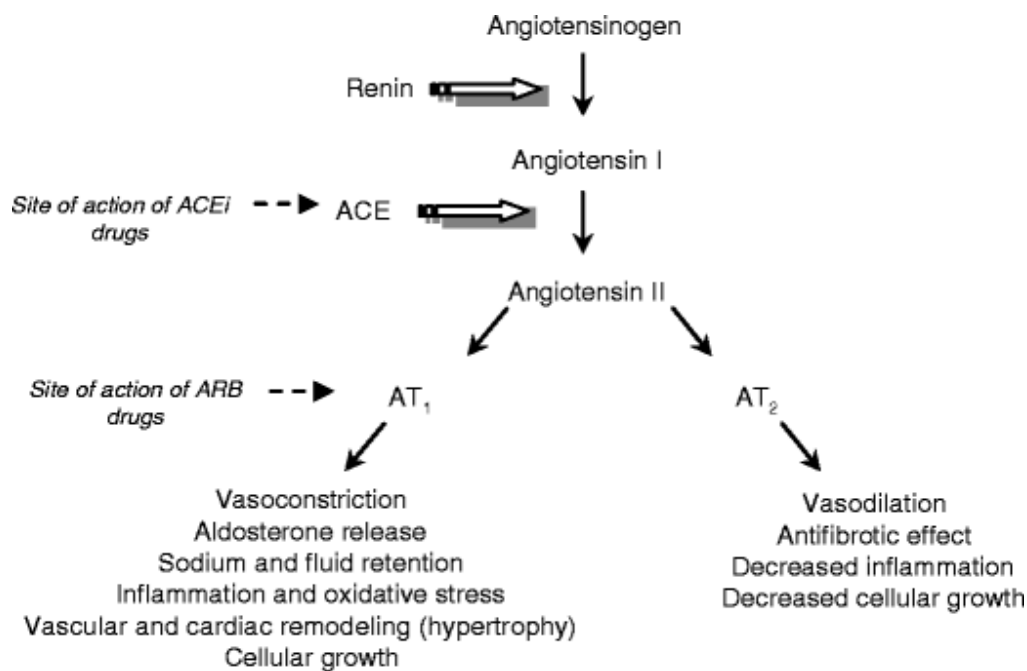 Angiotensinogen
Renin
Angiotensin I
Site of action of ACEi
drugs
ACE
Angiotensin II
Site of action of ARB
drugs
AT1
AT2
Vasoconstriction
Aldosterone release
Sodium and fluid retention
Inflammation and oxidative stress
Vascular and cardiac remodeling (hypertrophy)
Cellular growth
Vasodilation
Antifibrotic effect
Decreased inflammation
Decreased cellular growth